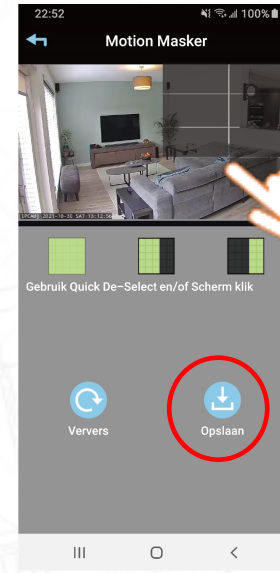 22:52 100%
Motion Masker
[IPCAM] 2021-10-30 SAT 13:12:56
Gebruik Quick De-Select en/of Scherm klik
Ververs Opslaan